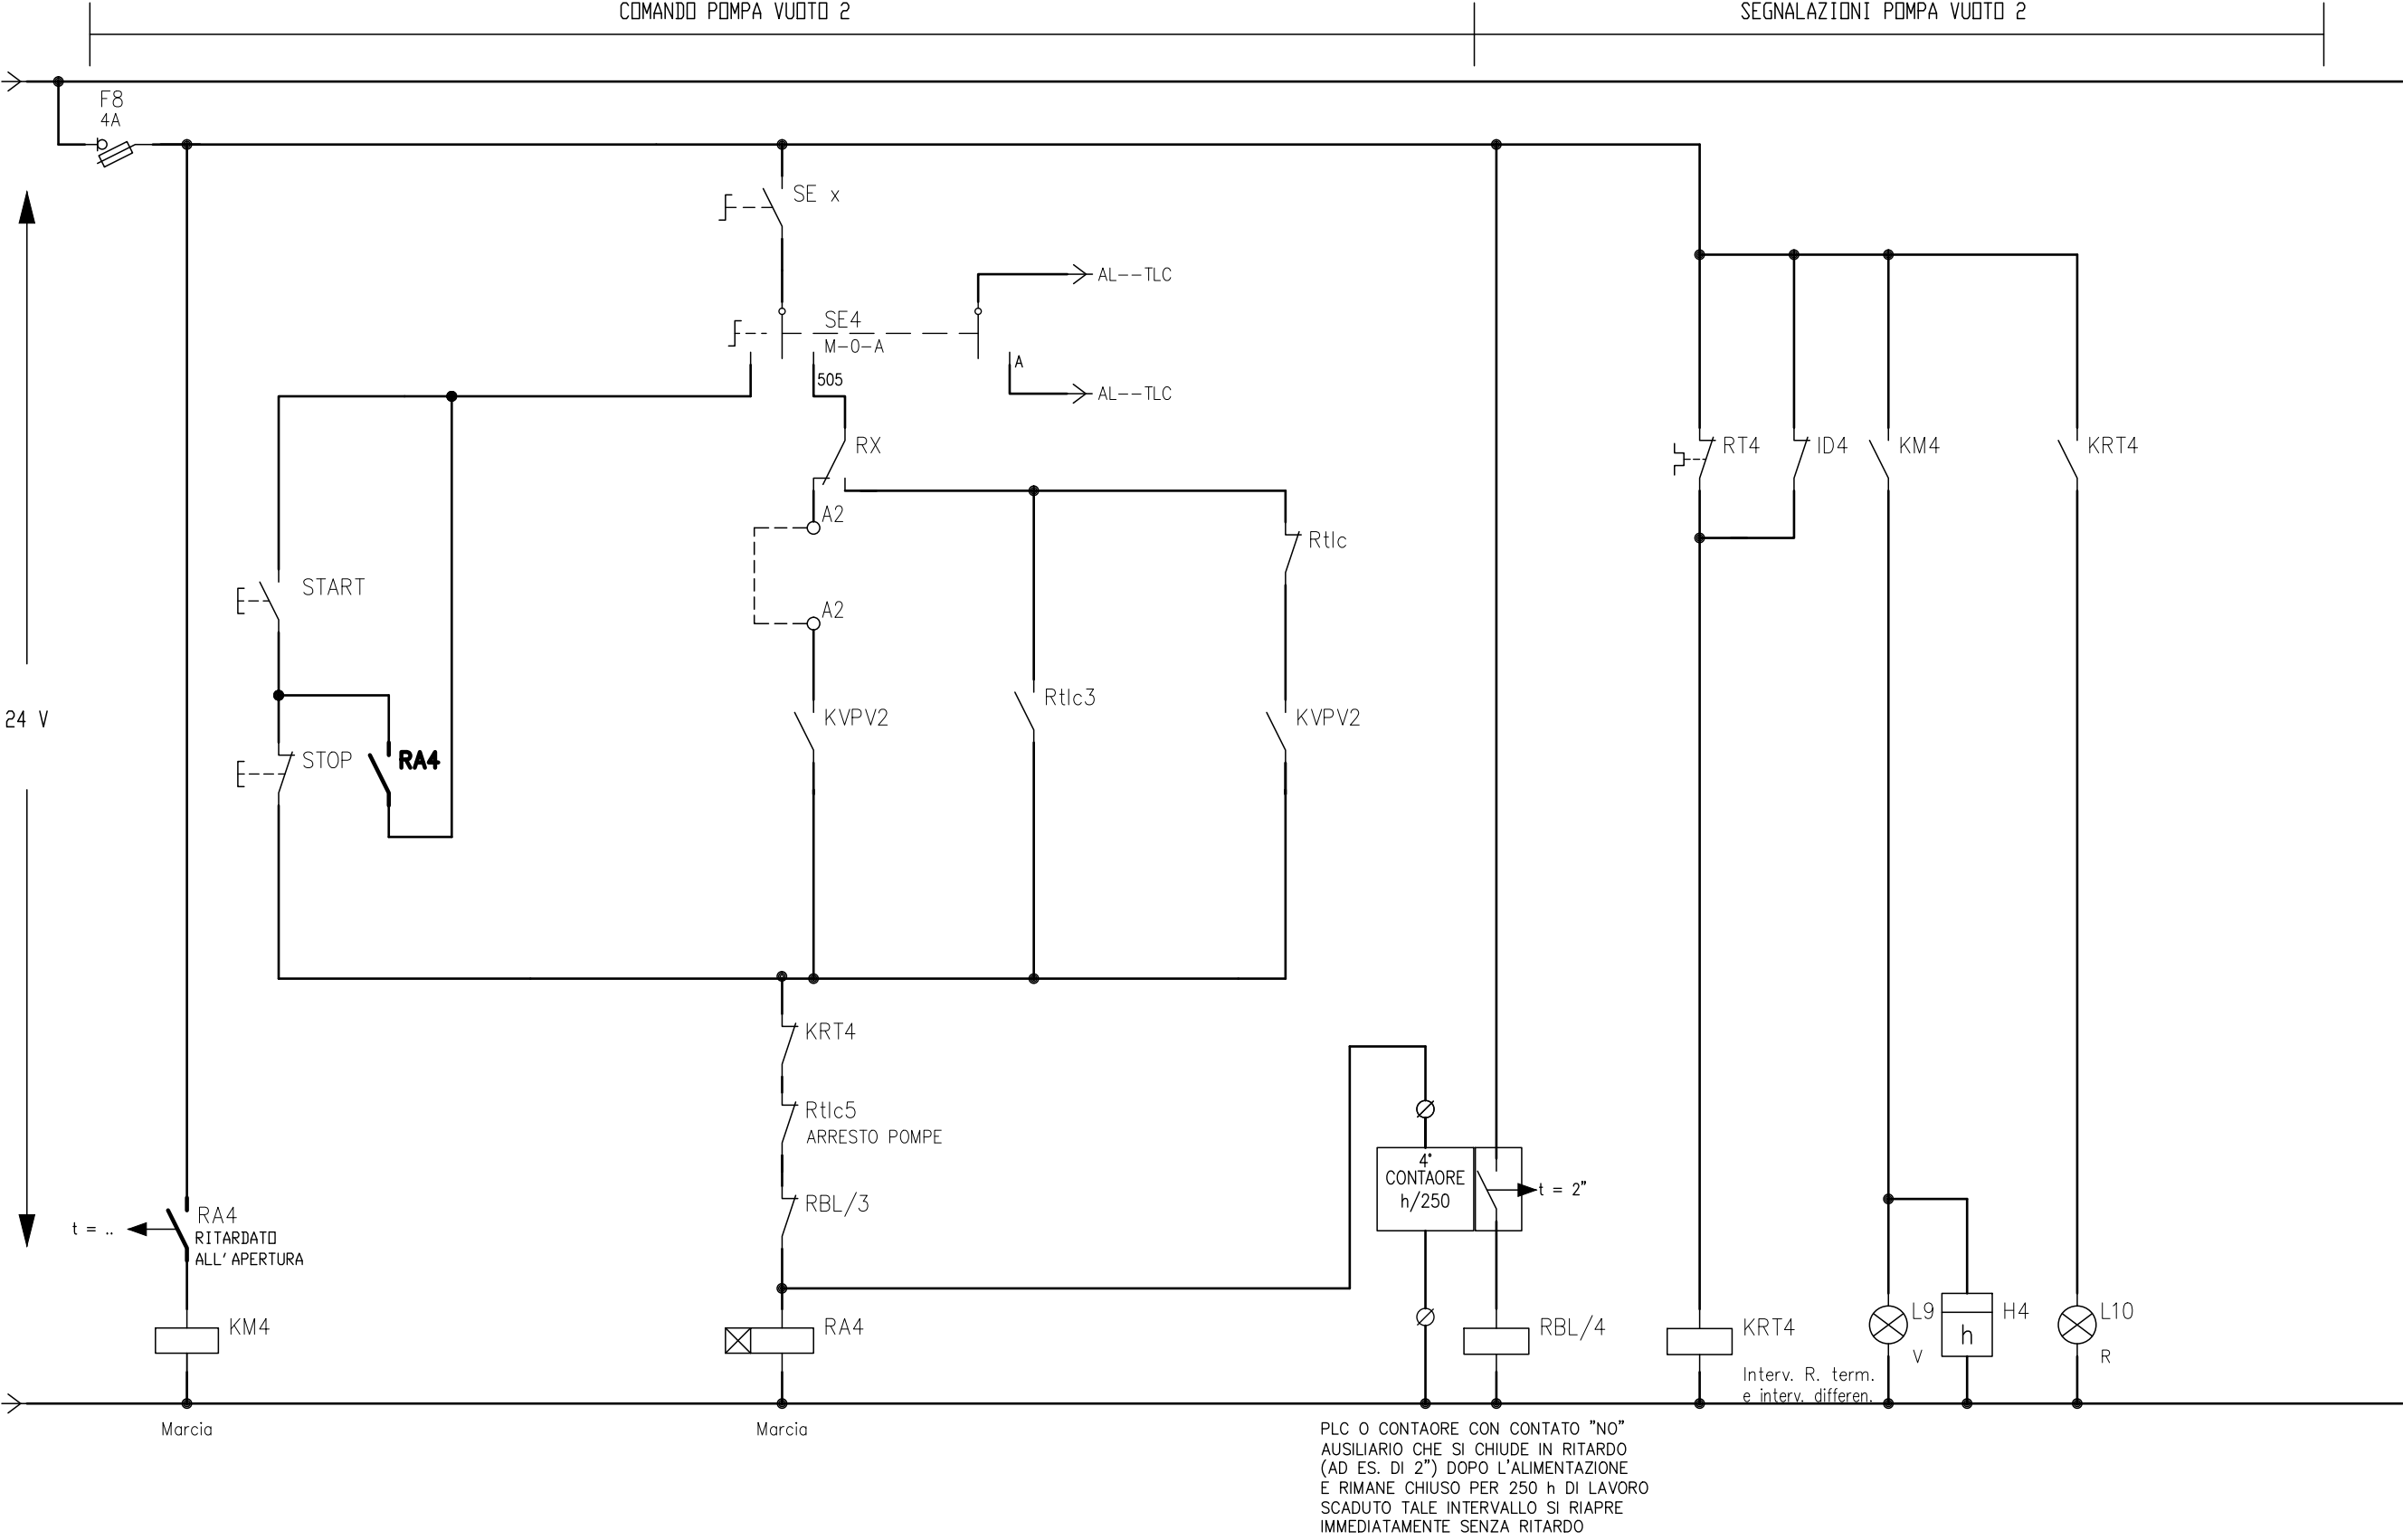 COMANDO POMPA VUOTO 2
SEGNALAZIONI POMPA VUOTO 2
F8
4A
SE x
AL--TLC
SE4
M-0-A
A
505
AL--TLC
RX
RT4
ID4
KM4
KRT4
A2
Rtlc
START
A2
Rtlc3
KVPV2
KVPV2
24 V
STOP
RA4
KRT4
Rtlc5
ARRESTO POMPE
4°
CONTAORE
h/250
t = 2"
RBL/3
RA4
t = ..
RITARDATO
ALL'APERTURA
KM4
RA4
RBL/4
KRT4
L9
H4
L10
h
V
R
Interv. R. term.
e interv. differen.
Marcia
Marcia
PLC O CONTAORE CON CONTATO "NO"
AUSILIARIO CHE SI CHIUDE IN RITARDO
(AD ES. DI 2") DOPO L'ALIMENTAZIONE
E RIMANE CHIUSO PER 250 h DI LAVORO
SCADUTO TALE INTERVALLO SI RIAPRE
IMMEDIATAMENTE SENZA RITARDO